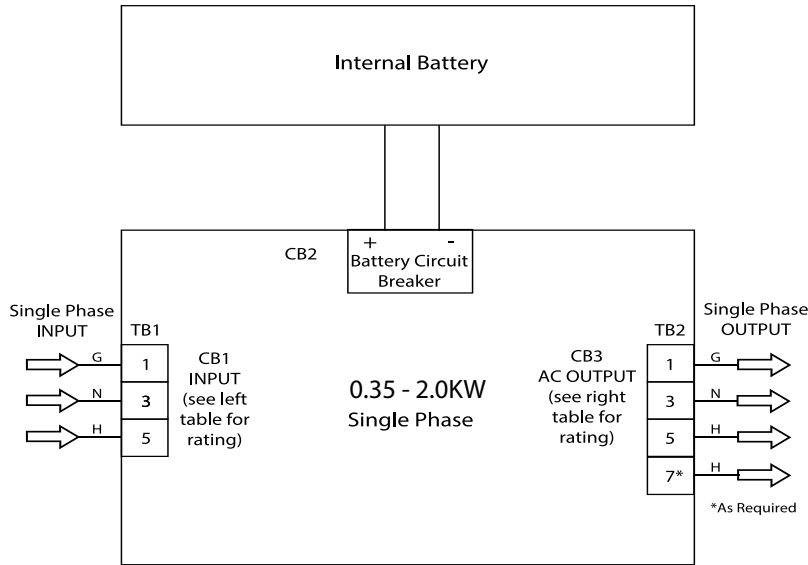 Internal Battery
CB2
+ -
Battery Circuit
Breaker
Single Phase
INPUT
TB1
G
1
N
3
H
5
CB1
INPUT
(see left
table for
rating)
0.35 - 2.0KW
Single Phase
CB3
AC OUTPUT
(see right
table for
rating)
TB2
Single Phase
OUTPUT
1
G
3
N
5
H
7*
H
*As Required